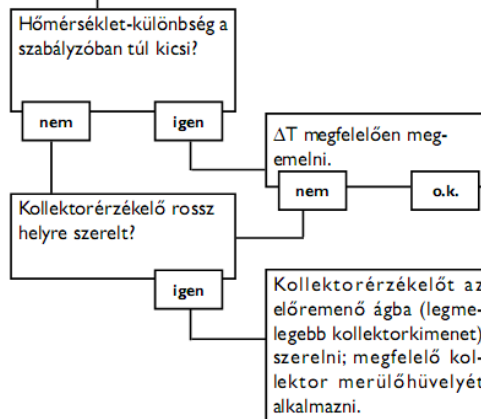 Hőmérséklet-különbség a
szabályzóban túl kicsi?
nem
igen
ΔT megfelelően meg-
emelni.
nem
o.k.
Kollektorérzékelő rossz
helyre szerelt?
igen
Kollektorérzékelőt az
előremenő ágba (legme-
legebb kollektorkimenet)
szerelni; megfelelő kol-
lektor merülőhüvelyét
alkalmazni.